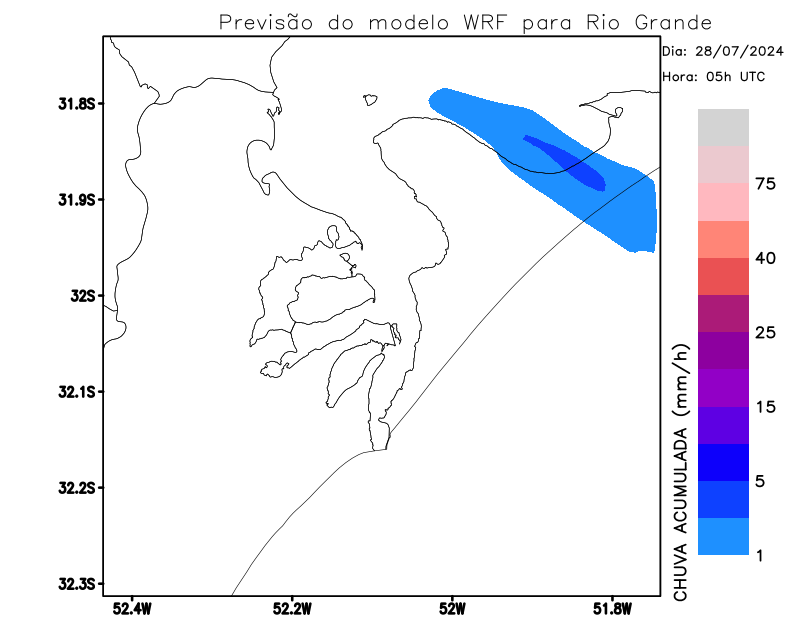 Previsão do modelo WRF para Rio Grande
Dia: 28/07/2024
Hora: 05h UTC
31.8S
31.9S
32S
32.1S
32.2S
32.3S
52.4W
52.2W
52W
51.8W
CHUVA ACUMULADA (mm/h)
75
40
25
15
5
1